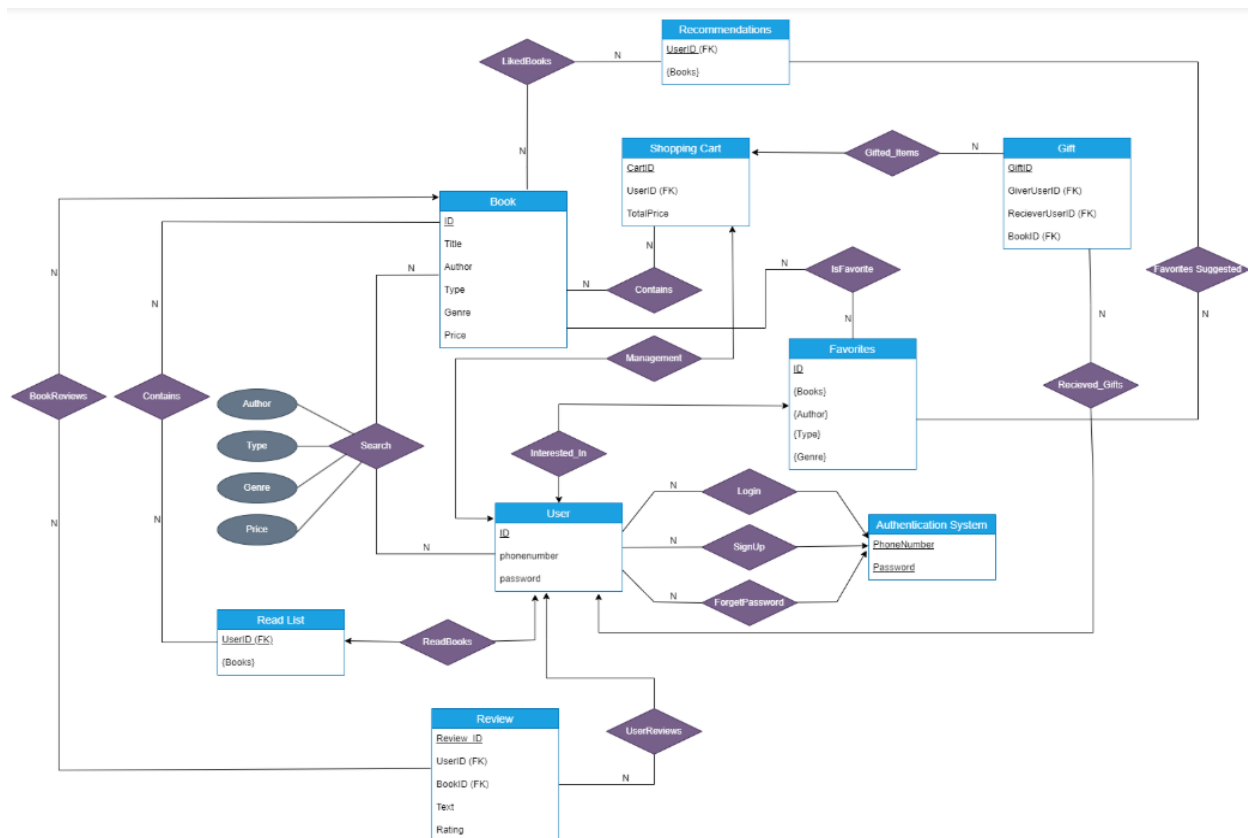 Recommendations
UserID (FK)
{Books}
N
LikedBooks
N
N
N
Shopping Cart
CartID
UserID (FK)
TotalPrice
Gifted_Items
N
Gift
GiftID
GiverUserID (FK)
RecieverUserID (FK)
BookID (FK)
Book
ID
Title
Author
Type
Genre
Price
N
N
N
Contains
N
N
IsFavorite
N
Favorites Suggested
N
N
N
Management
Favorites
ID
{Books}
{Author}
{Type}
{Genre}
Recieved_Gifts
BookReviews
Contains
Author
Type
Genre
Price
Search
Interested_In
N
N
N
User
ID
phonenumber
password
N
Login
N
SignUp
N
ForgetPassword
Authentication System
PhoneNumber
Password
Read List
UserID (FK)
{Books}
ReadBooks
Review
Review_ID
UserID (FK)
BookID (FK)
Text
Rating
UserReviews
N